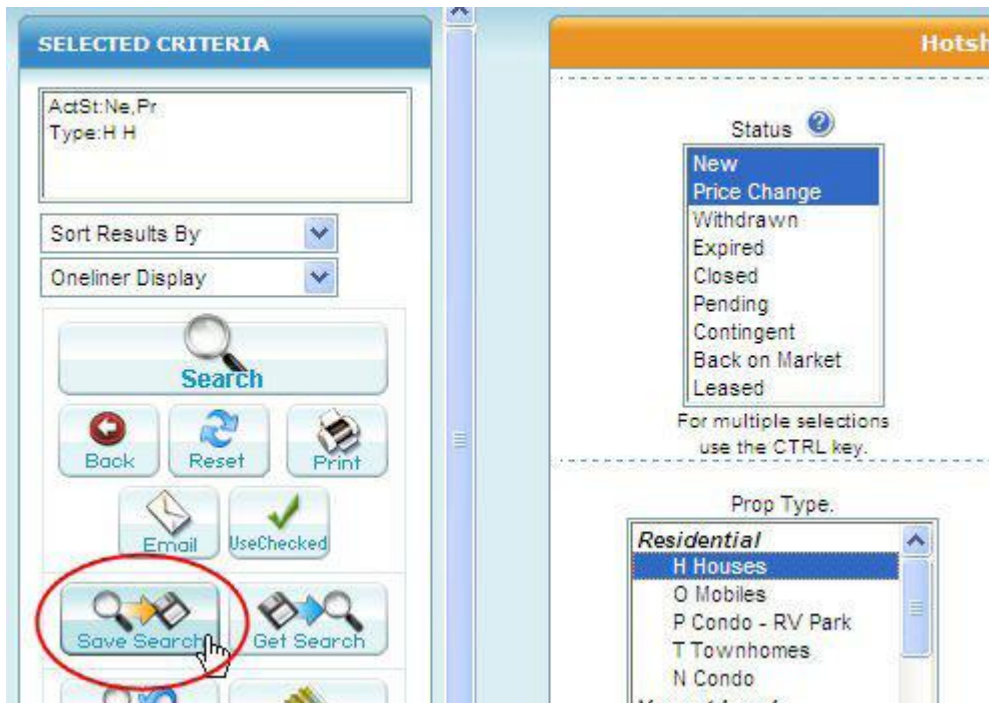 SELECTED CRITERIA
ActSt:Ne,Pr
Type:H H
Sort Results By
Oneliner Display
Search
Back
Reset
Print
Email
UseChecked
Save Search
Get Search
Status
New
Price Change
Withdrawn
Expired
Closed
Pending
Contingent
Back on Market
Leased
For multiple selections
use the CTRL key.
Prop Type.
Residential
H Houses
O Mobiles
P Condo - RV Park
T Townhomes
N Condo